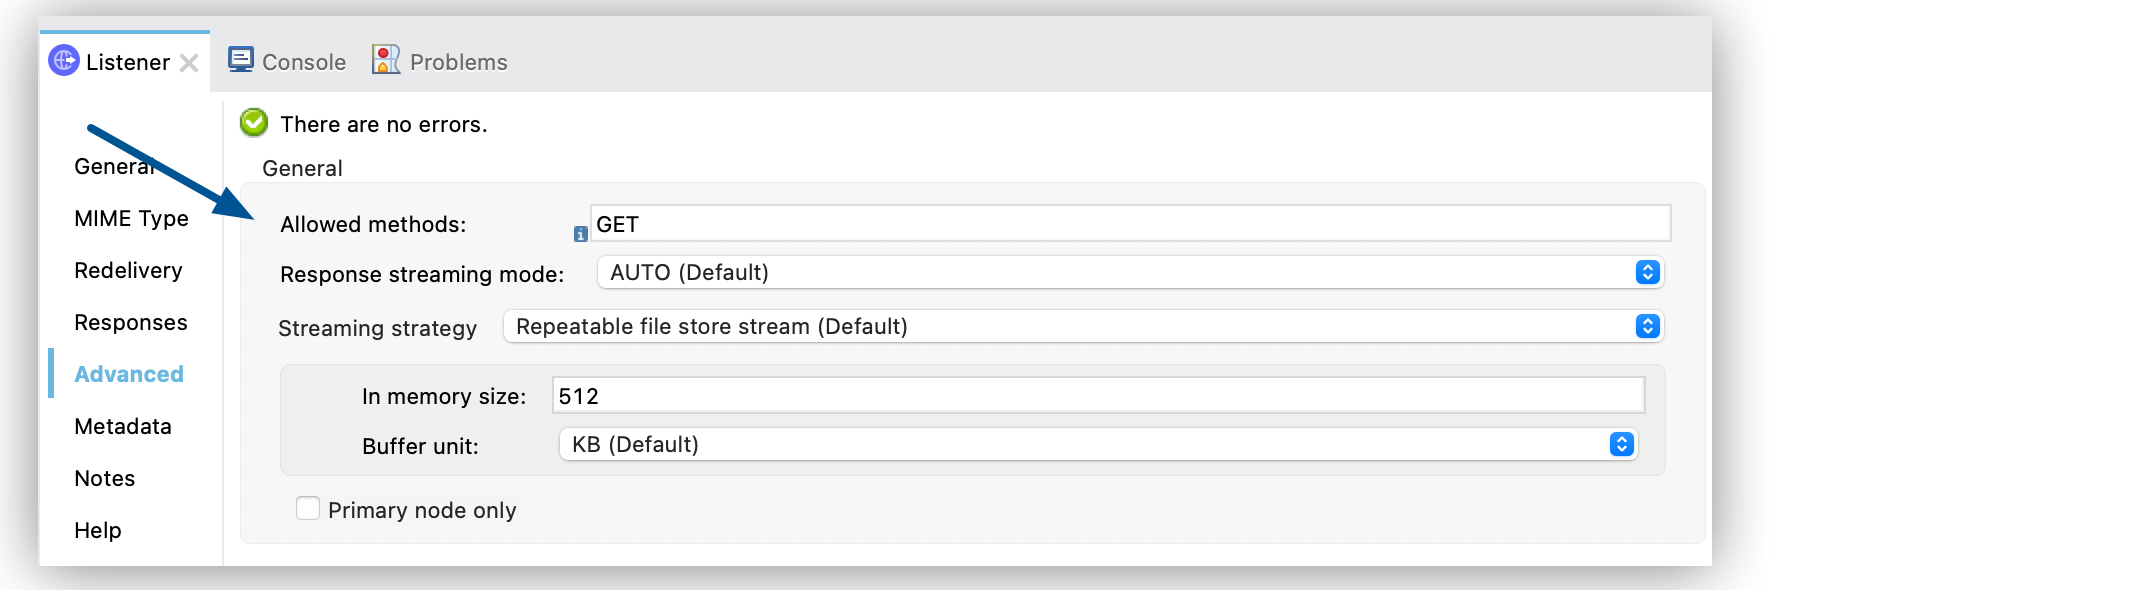 Listener Console Problems
There are no errors.
General
General
MIME Type
Redelivery
Responses
Advanced
Metadata
Notes
Help
Allowed methods: GET
Response streaming mode: AUTO (Default)
Streaming strategy Repeatable file store stream (Default)
In memory size: 512
Buffer unit: KB (Default)
Primary node only